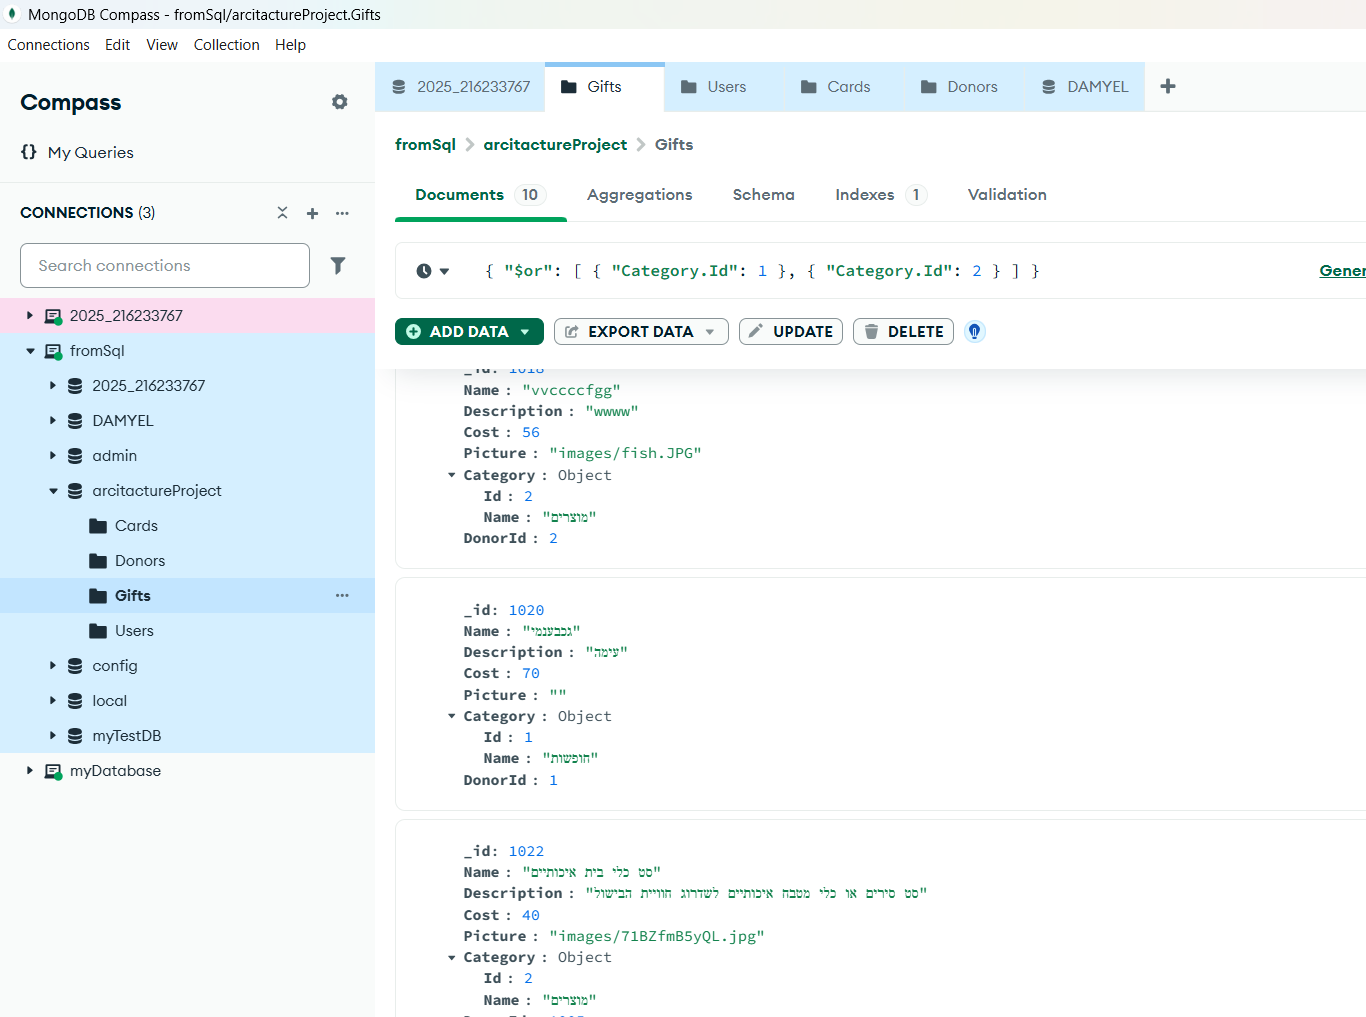 MongoDB Compass - fromSql/arcitactureProject.Gifts
Connections Edit View Collection Help
Compass
{} My Queries
CONNECTIONS (3)
Search connections
2025_216233767
fromSql
2025_216233767
DAMYEL
admin
arcitactureProject
Cards
Donors
Gifts
Users
config
local
myTestDB
myDatabase
2025_216233767 Gifts Users Cards Donors DAMYEL
fromSql > arcitactureProject > Gifts
Documents 10 Aggregations Schema Indexes 1 Validation
{ "$or": [ { "Category.Id": 1 }, { "Category.Id": 2 } ] }
Gener
ADD DATA EXPORT DATA UPDATE DELETE
_id: 1018
Name : "vvccccfgg"
Description : "wwww"
Cost : 56
Picture : "images/fish.JPG"
Category : Object
Id : 2
Name : "מוצרים"
DonorId : 2
_id: 1020
Name : "גכבענמי"
Description : "עימה"
Cost : 70
Picture : ""
Category : Object
Id : 1
Name : "חופשות"
DonorId : 1
_id: 1022
Name : "סט כלי בית איכותיים"
Description : "סט סירים או כלי מטבח איכותיים לשדרוג חוויית הבישול"
Cost : 40
Picture : "images/71BZfmB5yQL.jpg"
Category : Object
Id : 2
Name : "מוצרים"